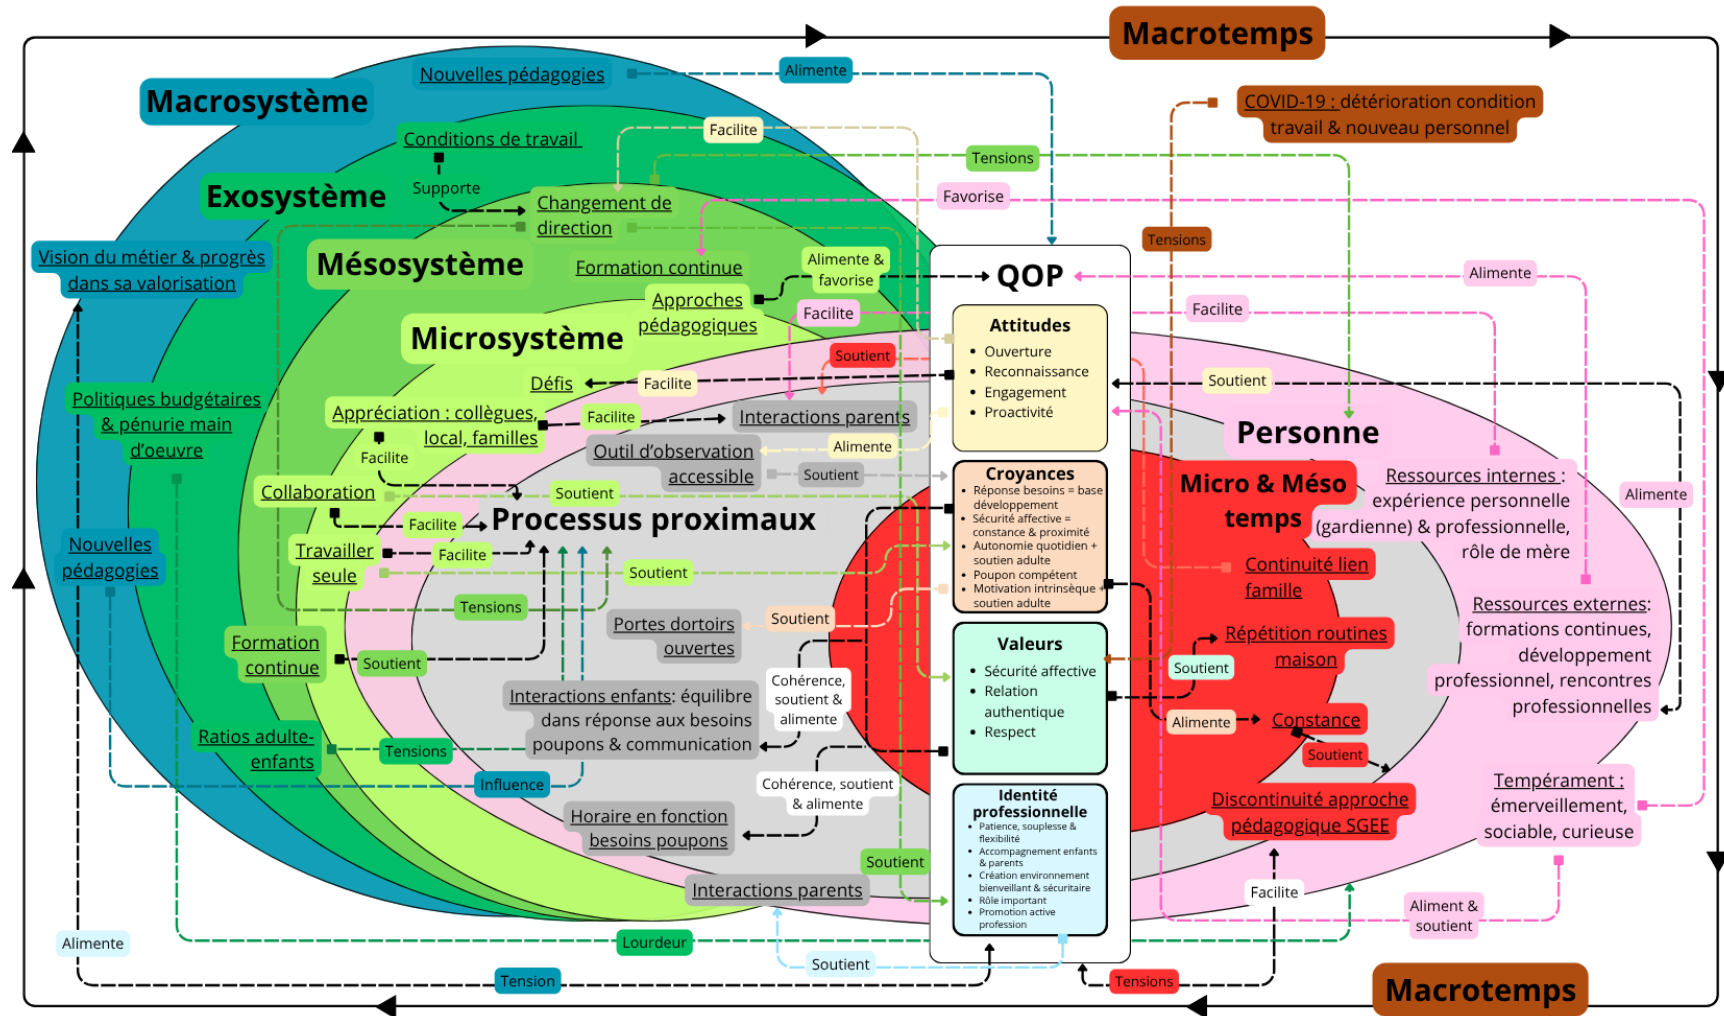 Macrotemps
Nouvelles pédagogies
Alimente
Macrosystème
COVID-19 : détérioration condition
travail & nouveau personnel
Facilite
Conditions de travail
Tensions
Supporte
Exosystème
Changement de
direction
Favorise
Tensions
Vision du métier & progrès
dans sa valorisation
Mésosystème
Formation continue
Alimente &
favorise
QOP
Alimente
Approches
pédagogiques
Facilite
Facilite
Microsystème
Soutient
Attitudes
• Ouverture
• Reconnaissance
• Engagement
• Proactivité
Défis
Facilite
Soutient
Politiques budgétaires
& pénurie main
d’oeuvre
Appréciation : collègues,
local, familles
Facilite
Interactions parents
Personne
Facilite
Outil d’observation
accessible
Alimente
Soutient
Croyances
• Réponse besoins = base
développement
• Sécurité affective =
constance & proximité
• Autonomie quotidien +
soutien adulte
• Poupon compétent
• Motivation intrinsèque +
soutien adulte
Micro & Méso
temps
Ressources internes :
expérience personnelle
(gardienne) & professionnelle,
rôle de mère
Alimente
Collaboration
Soutient
Facilite
Processus proximaux
Nouvelles
pédagogies
Travailler
seule
Facilite
Soutient
Continuité lien
famille
Tensions
Ressources externes:
formations continues,
développement
professionnel, rencontres
professionnelles
Portes dortoirs
ouvertes
Soutient
Formation
continue
Soutient
Valeurs
• Sécurité affective
• Relation
authentique
• Respect
Répétition routines
maison
Soutient
Cohérence,
soutient &
alimente
Interactions enfants: équilibre
dans réponse aux besoins
poupons & communication
Alimente
Constance
Ratios adulte-
enfants
Tensions
Soutient
Influence
Cohérence, soutient
& alimente
Identité
professionnelle
• Patience, souplesse &
flexibilité
• Accompagnement enfants
& parents
• Création environnement
bienveillant & sécuritaire
• Rôle important
• Promotion active
profession
Tempérament :
émerveillement,
sociable, curieuse
Horaire en fonction
besoins poupons
Discontinuité approche
pédagogique SGEE
Soutient
Interactions parents
Facilite
Aliment &
soutient
Alimente
Lourdeur
Soutient
Tension
Tensions
Macrotemps